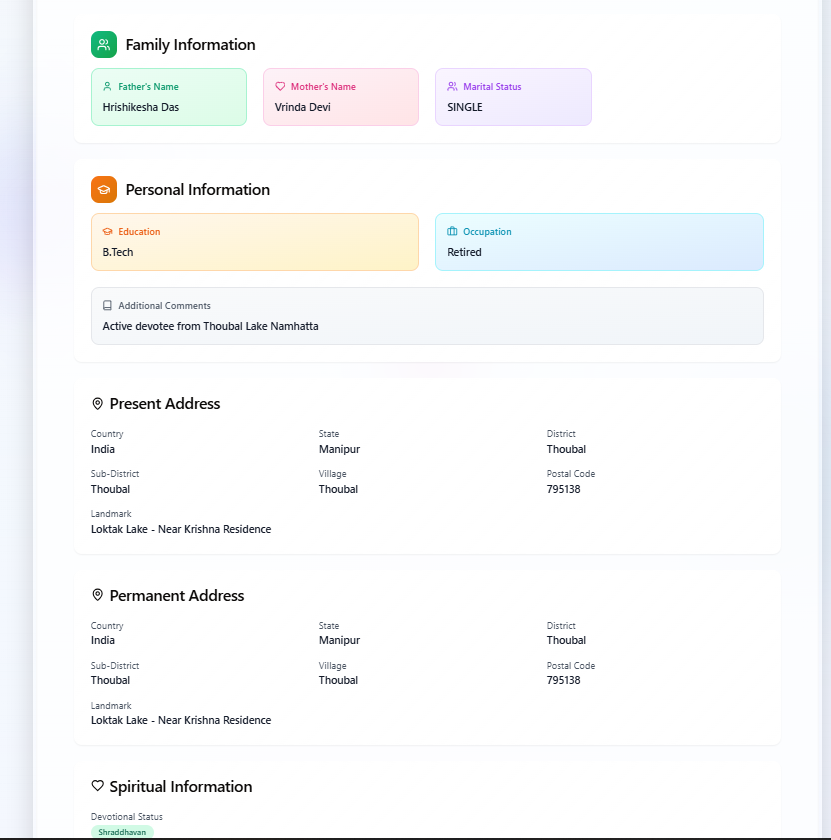 Family Information
Father's Name Mother's Name Marital Status
Hrishikesha Das Vrinda Devi SINGLE
Personal Information
Education Occupation
B.Tech Retired
Additional Comments
Active devotee from Thoubal Lake Namhatta
Present Address
Country State District
India Manipur Thoubal
Sub-District Village Postal Code
Thoubal Thoubal 795138
Landmark
Loktak Lake - Near Krishna Residence
Permanent Address
Country State District
India Manipur Thoubal
Sub-District Village Postal Code
Thoubal Thoubal 795138
Landmark
Loktak Lake - Near Krishna Residence
Spiritual Information
Devotional Status
Shraddhavan